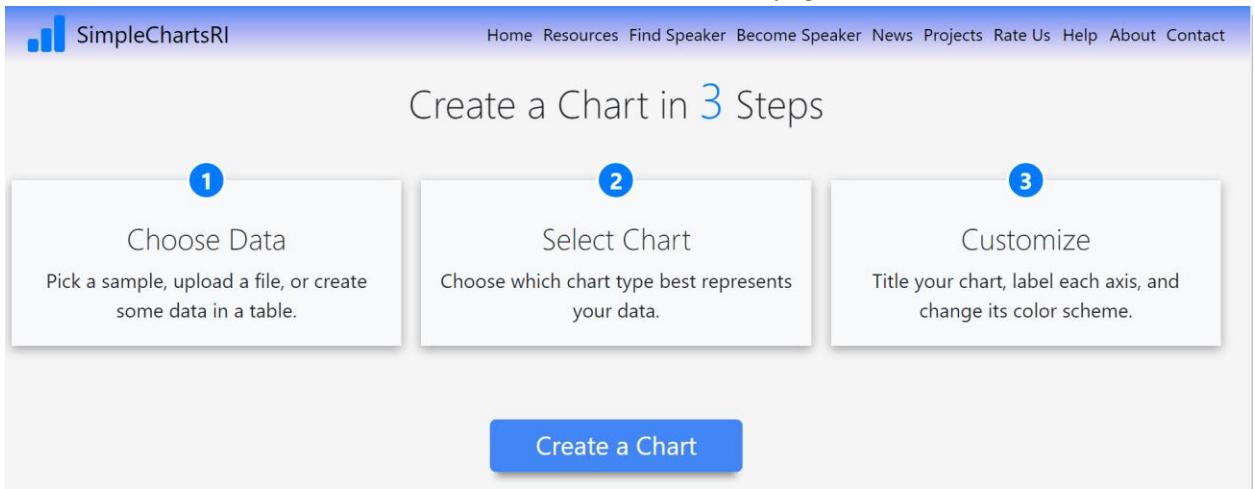 SimpleChartsRI
Home Resources Find Speaker Become Speaker News Projects Rate Us Help About Contact
Create a Chart in 3 Steps
1
Choose Data
Pick a sample, upload a file, or create
some data in a table.
2
Select Chart
Choose which chart type best represents
your data.
3
Customize
Title your chart, label each axis, and
change its color scheme.
Create a Chart